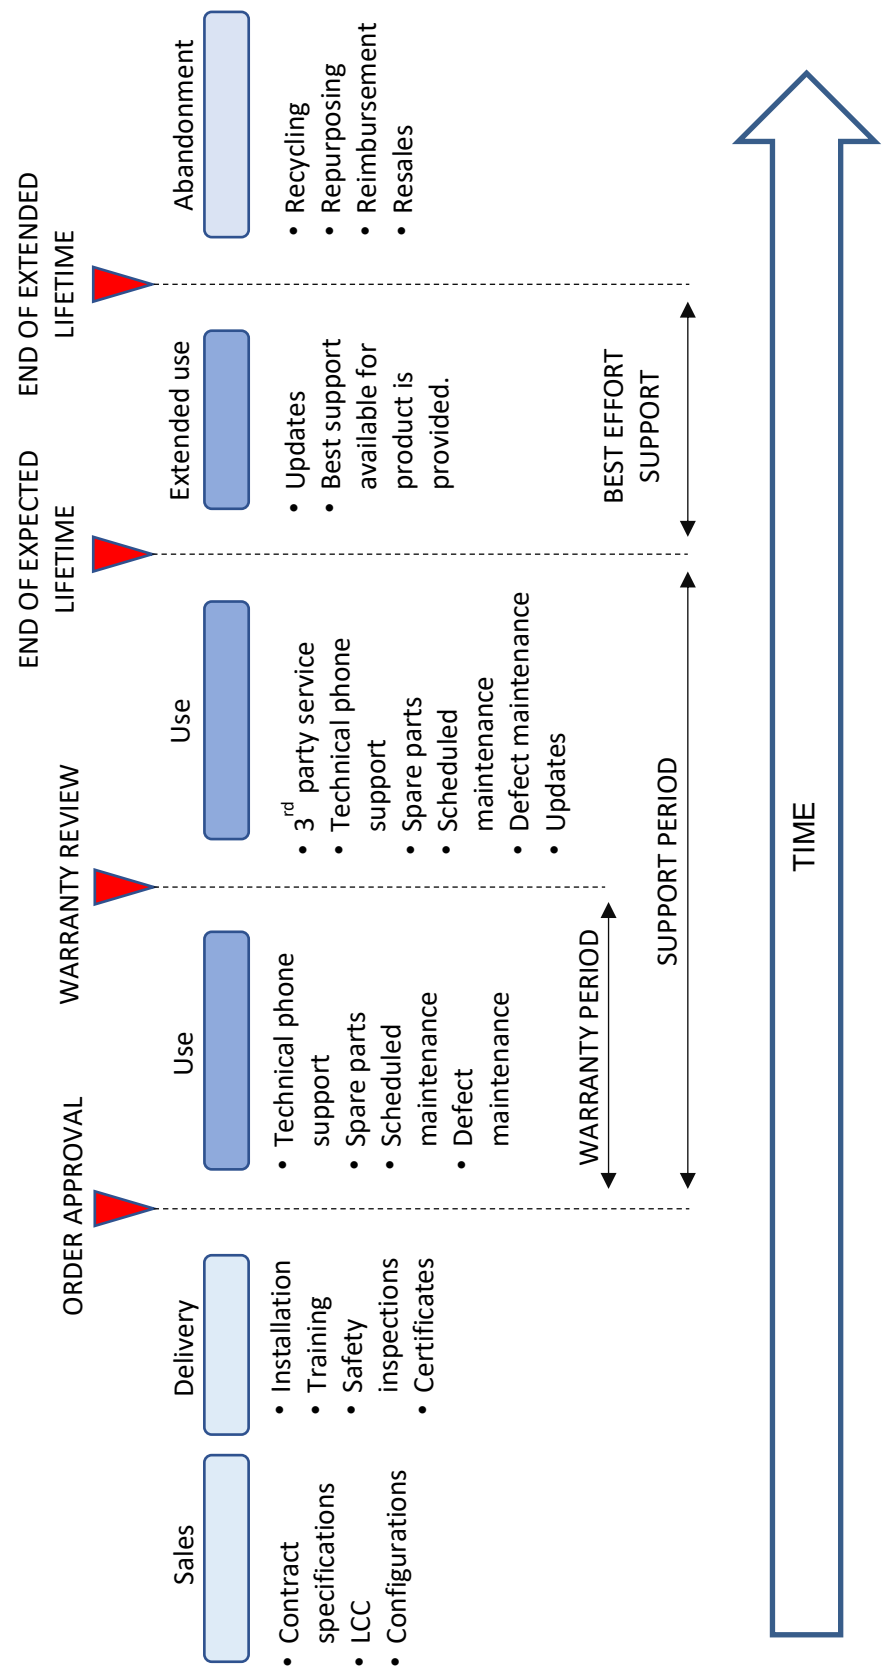 ORDER APPROVAL
WARRANTY REVIEW
END OF EXPECTED
LIFETIME
END OF EXTENDED
LIFETIME
Sales
• Contract
specifications
• LCC
• Configurations
Delivery
• Installation
• Training
• Safety
inspections
• Certificates
Use
• Technical phone
support
• Spare parts
• Scheduled
maintenance
• Defect
maintenance
Use
• 3rd party service
• Technical phone
support
• Spare parts
• Scheduled
maintenance
• Defect maintenance
• Updates
Extended use
• Updates
• Best support
available for
product is
provided.
Abandonment
• Recycling
• Repurposing
• Reimbursement
• Resales
WARRANTY PERIOD
SUPPORT PERIOD
BEST EFFORT
SUPPORT
TIME